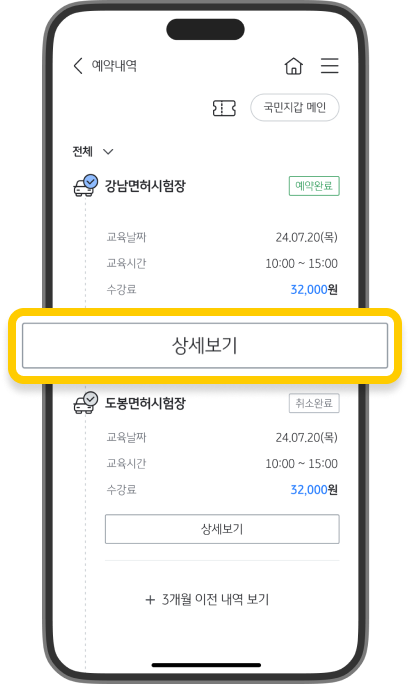 예약내역
국민지갑 메인
전체
강남면허시험장 예약완료
교육날짜 24.07.20(목)
교육시간 10:00 ~ 15:00
수강료 32,000원
상세보기
도봉면허시험장 취소완료
교육날짜 24.07.20(목)
교육시간 10:00 ~ 15:00
수강료 32,000원
상세보기
+ 3개월 이전 내역 보기